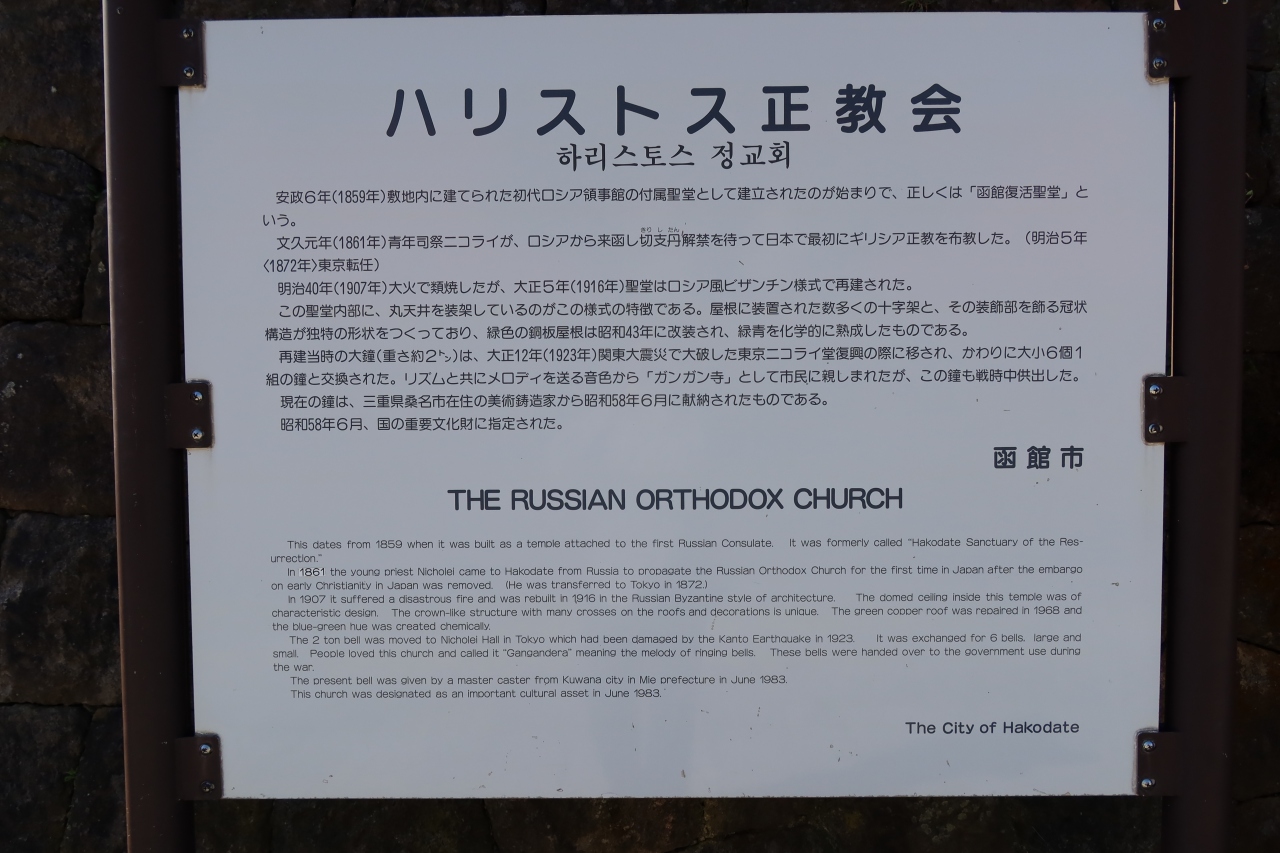 ハリストス正教会
하리스토스 정교회
安政6年(1859年)敷地内に建てられた初代ロシア領事館の付属聖堂として建立されたのが始まりで、正しくは「函館復活聖堂」と
いう。
文久元年(1861年)青年司祭ニコライが、ロシアから来函し切支丹解禁を待って日本で最初にギリシア正教を布教した。(明治5年
〈1872年〉東京転任)
明治40年(1907年)大火で類焼したが、大正5年(1916年)聖堂はロシア風ビザンチン様式で再建された。
この聖堂内部に、丸天井を装架しているのがこの様式の特徴である。屋根に装置された数多くの十字架と、その装飾部を飾る冠状
構造が独特の形状をつくっており、緑色の銅板屋根は昭和43年に改装され、緑青を化学的に熟成したものである。
再建当時の大鐘(重さ約2㌧)は、大正12年(1923年)関東大震災で大破した東京ニコライ堂復興の際に移され、かわりに大小6個1
組の鐘と交換された。リズムと共にメロディを送る音色から「ガンガン寺」として市民に親しまれたが、この鐘も戦時中供出した。
現在の鐘は、三重県桑名市在住の美術鋳造家から昭和58年6月に献納されたものである。
昭和58年6月、国の重要文化財に指定された。
函館市
THE RUSSIAN ORTHODOX CHURCH
This dates from 1859 when it was built as a temple attached to the first Russian Consulate. It was formerly called "Hakodate Sanctuary of the Res-
urrection."
In 1861 the young priest Nicholei came to Hakodate from Russia to propagate the Russian Orthodox Church for the first time in Japan after the embargo
on early Christianity in Japan was removed. (He was transferred to Tokyo in 1872.)
In 1907 it suffered a disastrous fire and was rebuilt in 1916 in the Russian Byzantine style of architecture. The domed ceiling inside this temple was of
characteristic design. The crown-like structure with many crosses on the roofs and decorations is unique. The green copper roof was repaired in 1968 and
the blue-green hue was created chemically.
The 2 ton bell was moved to Nicholei Hall in Tokyo which had been damaged by the Kanto Earthquake in 1923. It was exchanged for 6 bells. large and
small. People loved this church and called it "Gangandera" meaning the melody of ringing bells. These bells were handed over to the government use during
the war.
The present bell was given by a master caster from Kuwana city in Mie prefecture in June 1983.
This church was designated as an important cultural asset in June 1983.
The City of Hakodate